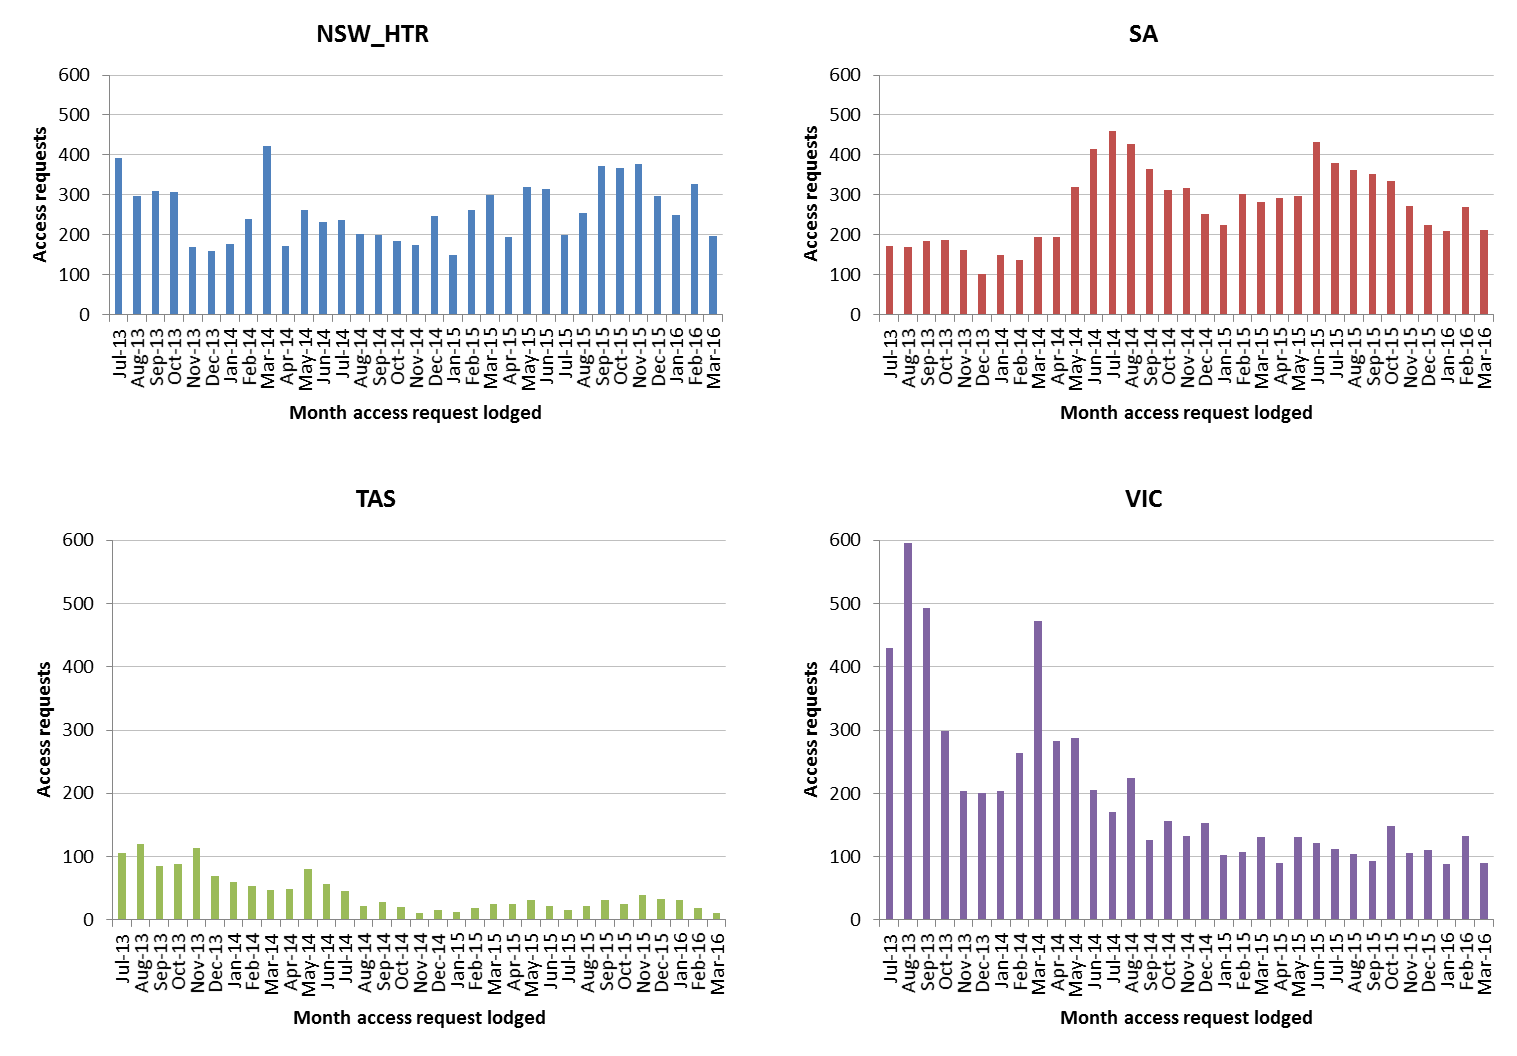 NSW_HTR
Access requests
600
500
400
300
200
100
0
Jul-13 Aug-13 Sep-13 Oct-13 Nov-13 Dec-13 Jan-14 Feb-14 Mar-14 Apr-14 May-14 Jun-14 Jul-14 Aug-14 Sep-14 Oct-14 Nov-14 Dec-14 Jan-15 Feb-15 Mar-15 Apr-15 May-15 Jun-15 Jul-15 Aug-15 Sep-15 Oct-15 Nov-15 Dec-15 Jan-16 Feb-16 Mar-16
Month access request lodged
SA
Access requests
600
500
400
300
200
100
0
Jul-13 Aug-13 Sep-13 Oct-13 Nov-13 Dec-13 Jan-14 Feb-14 Mar-14 Apr-14 May-14 Jun-14 Jul-14 Aug-14 Sep-14 Oct-14 Nov-14 Dec-14 Jan-15 Feb-15 Mar-15 Apr-15 May-15 Jun-15 Jul-15 Aug-15 Sep-15 Oct-15 Nov-15 Dec-15 Jan-16 Feb-16 Mar-16
Month access request lodged
TAS
Access requests
600
500
400
300
200
100
0
Jul-13 Aug-13 Sep-13 Oct-13 Nov-13 Dec-13 Jan-14 Feb-14 Mar-14 Apr-14 May-14 Jun-14 Jul-14 Aug-14 Sep-14 Oct-14 Nov-14 Dec-14 Jan-15 Feb-15 Mar-15 Apr-15 May-15 Jun-15 Jul-15 Aug-15 Sep-15 Oct-15 Nov-15 Dec-15 Jan-16 Feb-16 Mar-16
Month access request lodged
VIC
Access requests
600
500
400
300
200
100
0
Jul-13 Aug-13 Sep-13 Oct-13 Nov-13 Dec-13 Jan-14 Feb-14 Mar-14 Apr-14 May-14 Jun-14 Jul-14 Aug-14 Sep-14 Oct-14 Nov-14 Dec-14 Jan-15 Feb-15 Mar-15 Apr-15 May-15 Jun-15 Jul-15 Aug-15 Sep-15 Oct-15 Nov-15 Dec-15 Jan-16 Feb-16 Mar-16
Month access request lodged